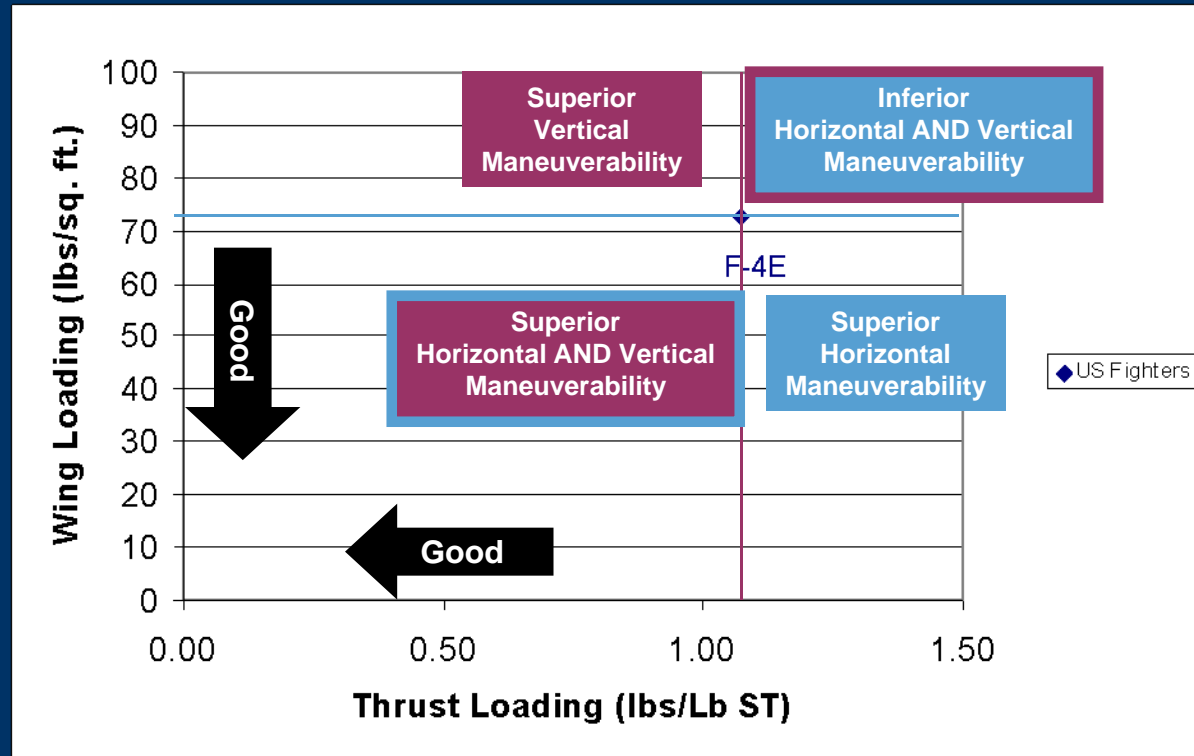 Wing Loading (lbs/sq. ft.)
100
90
80
70
60
50
40
30
20
10
0
Superior
Vertical
Maneuverability
Inferior
Horizontal AND Vertical
Maneuverability
F-4E
Good
Superior
Horizontal AND Vertical
Maneuverability
Superior
Horizontal
Maneuverability
US Fighters
Good
0.00
0.50
1.00
1.50
Thrust Loading (lbs/Lb ST)